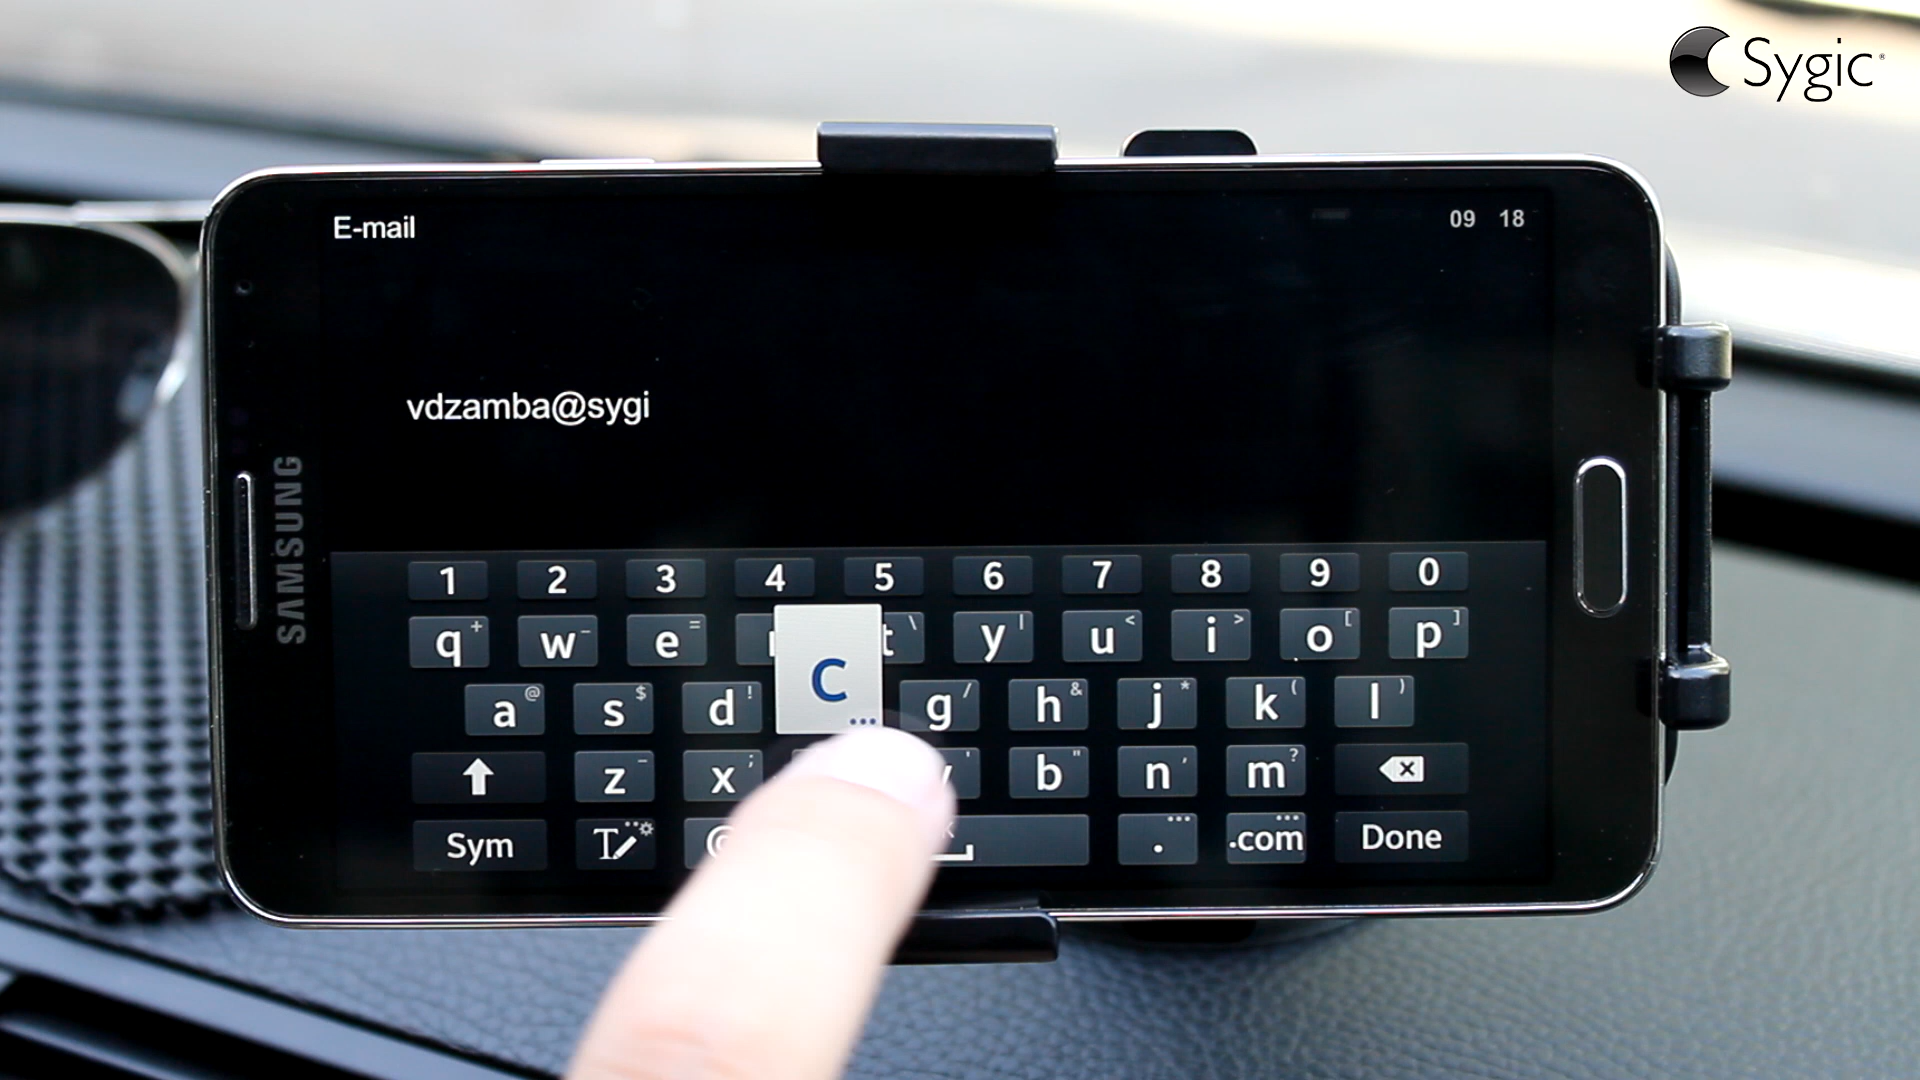 Sygic
E-mail
09 18
vdzamba@sygi
SAMSUNG
1 2 3 4 5 6 7 8 9 0
q + w - e = t \ y | u < i > o [ p ]
c
a @ s $ d ! g / h & j * k ( l )
z - x ; v ' b " n , m ?
Sym T @ . .com Done